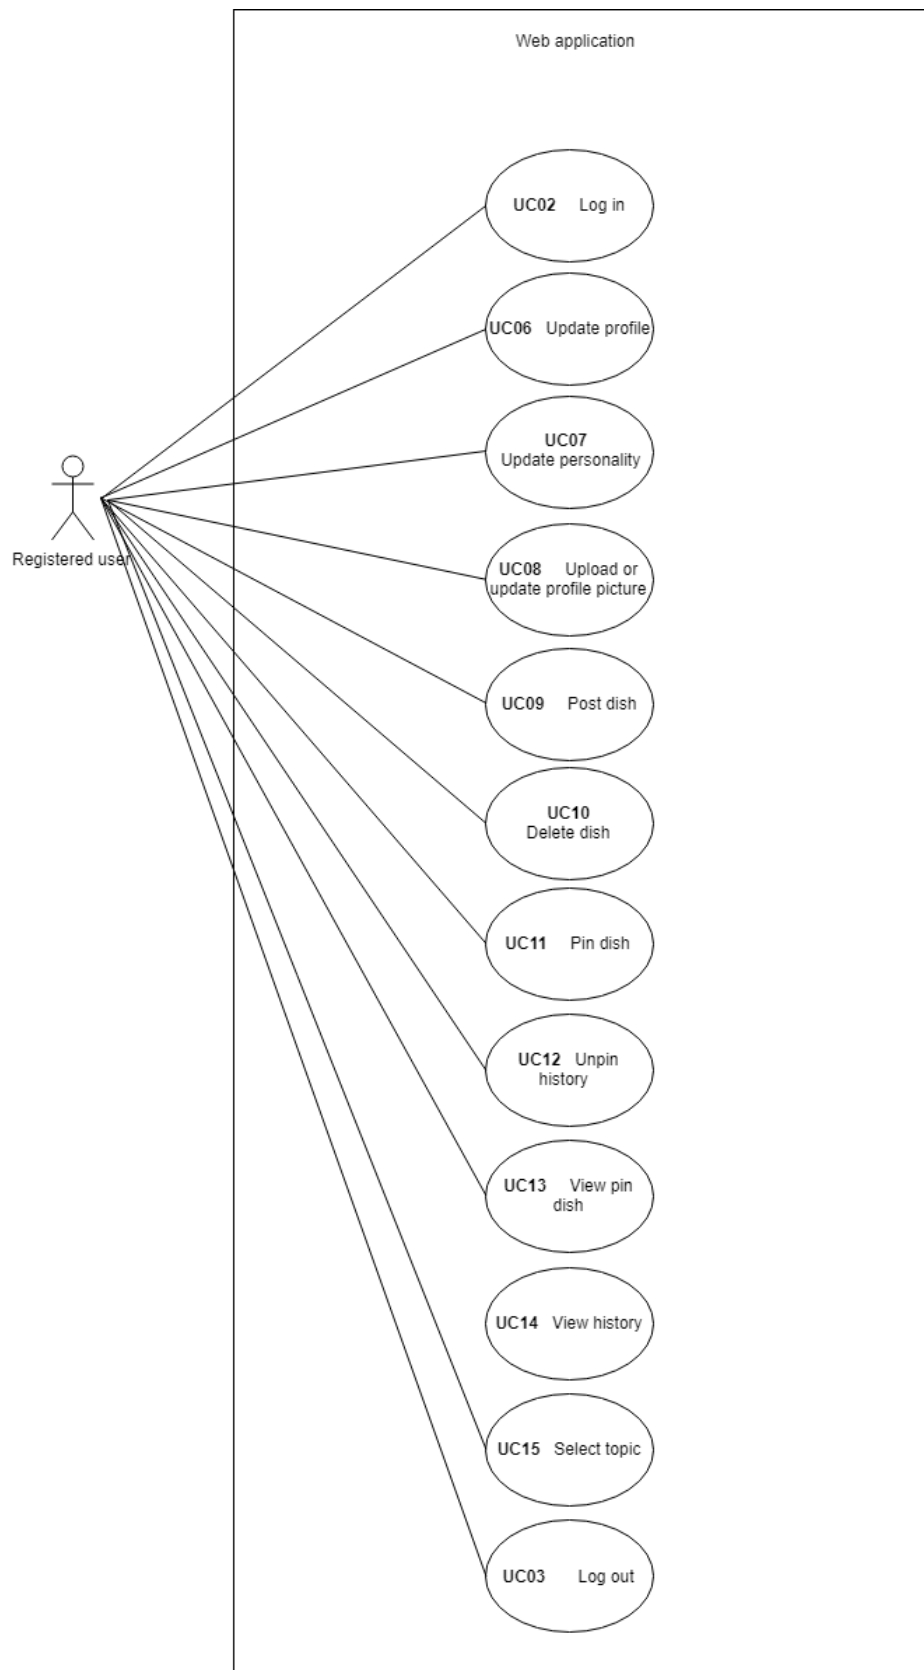 Web application
UC02 Log in
UC06 Update profile
UC07
Update personality
Registered user
UC08 Upload or
update profile picture
UC09 Post dish
UC10
Delete dish
UC11 Pin dish
UC12 Unpin
history
UC13 View pin
dish
UC14 View history
UC15 Select topic
UC03 Log out